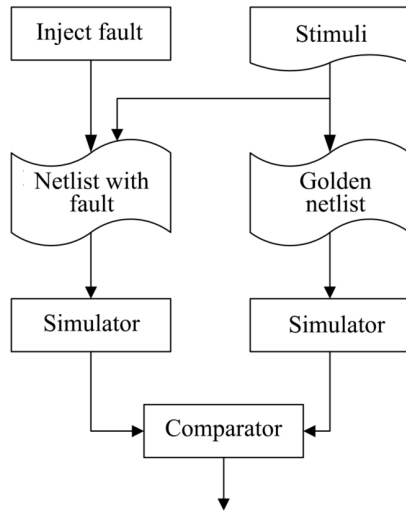 Inject fault
Stimuli
Netlist with
fault
Golden
netlist
Simulator
Simulator
Comparator